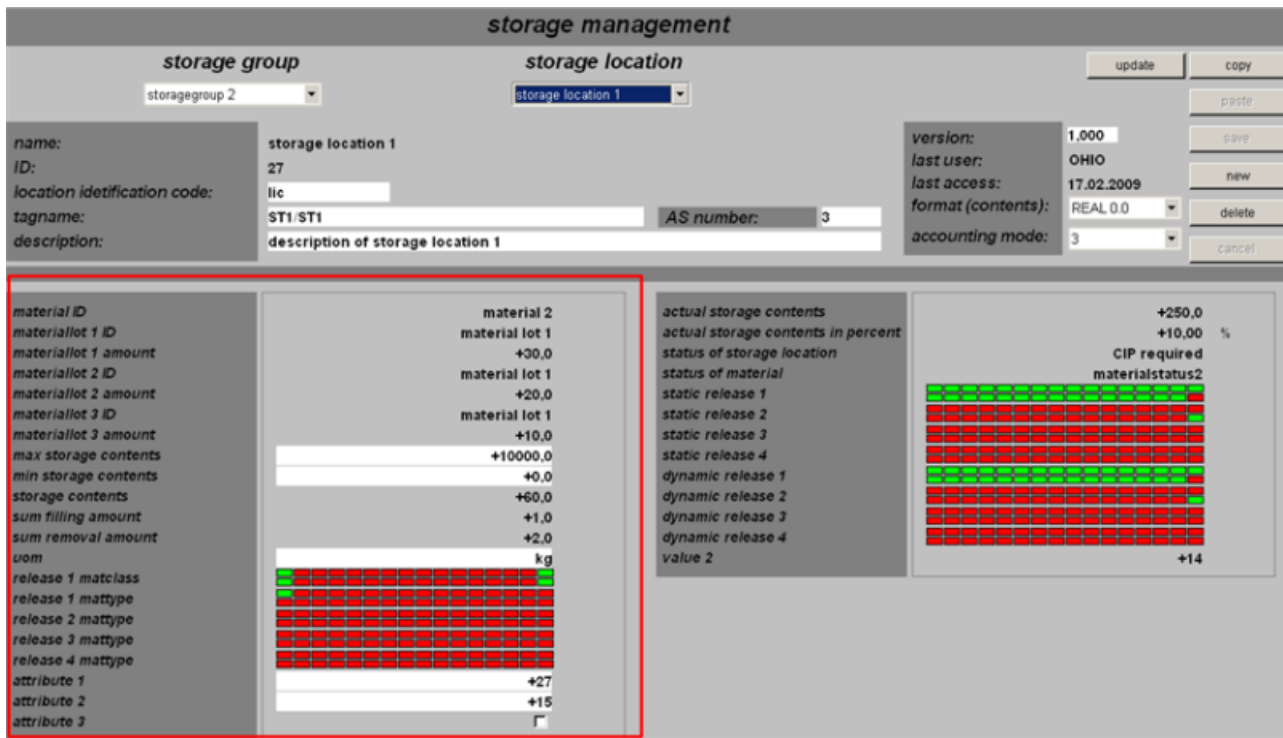 storage management
storage group
storage location
update
copy
storagegroup 2
storage location 1
paste
name:
storage location 1
version:
1,000
save
ID:
27
last user:
OHIO
location idetification code:
lic
last access:
17.02.2009
new
tagname:
ST1/ST1
AS number:
3
format (contents):
REAL 0.0
delete
description:
description of storage location 1
accounting mode:
3
cancel
material ID
material 2
materiallot 1 ID
material lot 1
materiallot 1 amount
+30,0
materiallot 2 ID
material lot 1
materiallot 2 amount
+20,0
materiallot 3 ID
material lot 1
materiallot 3 amount
+10,0
max storage contents
+10000,0
min storage contents
+0,0
storage contents
+60,0
sum filling amount
+1,0
sum removal amount
+2,0
uom
kg
release 1 matclass
release 1 mattype
release 2 mattype
release 3 mattype
release 4 mattype
attribute 1
+27
attribute 2
+15
attribute 3
actual storage contents
+250,0
actual storage contents in percent
+10,00 %
status of storage location
CIP required
status of material
materialstatus2
static release 1
static release 2
static release 3
static release 4
dynamic release 1
dynamic release 2
dynamic release 3
dynamic release 4
value 2
+14